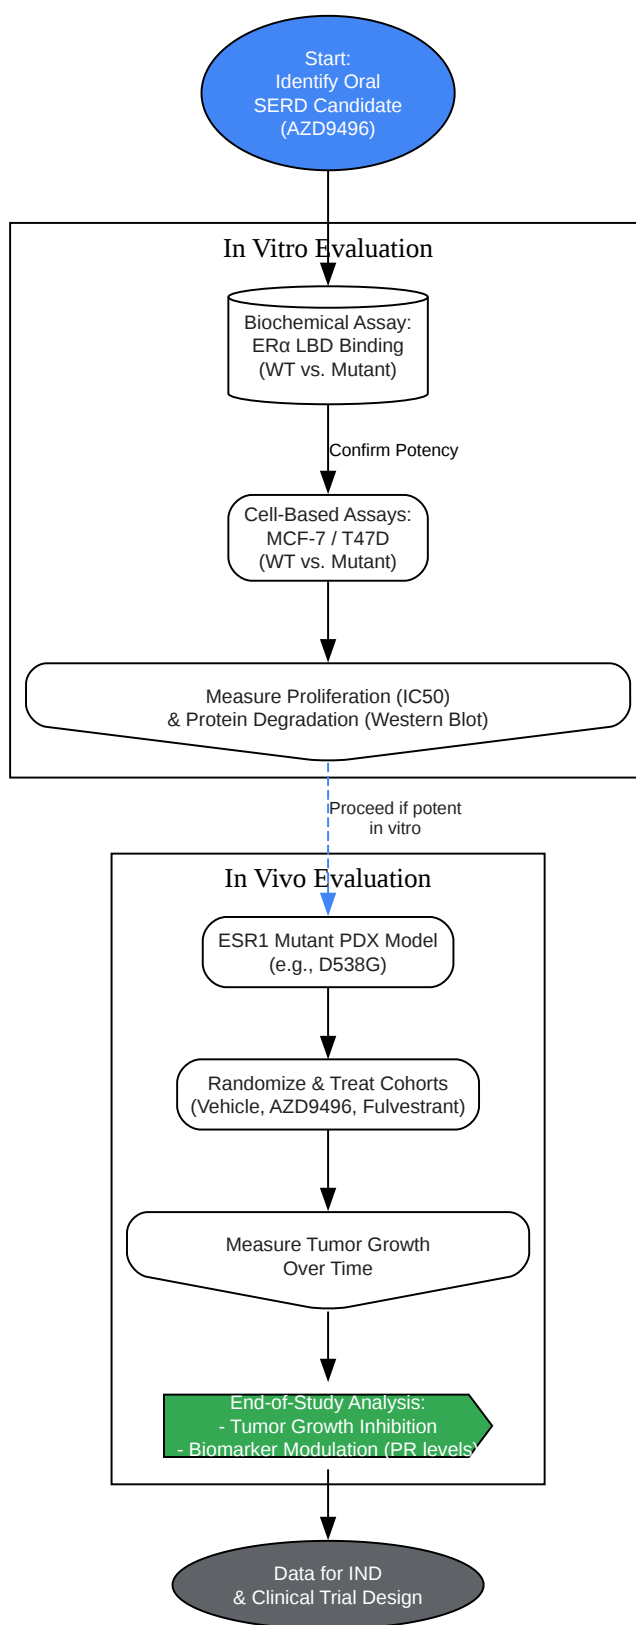 Start:
Identify Oral
SERD Candidate
(AZD9496)
In Vitro Evaluation
Biochemical Assay:
ERα LBD Binding
(WT vs. Mutant)
Confirm Potency
Cell-Based Assays:
MCF-7 / T47D
(WT vs. Mutant)
Measure Proliferation (IC50)
& Protein Degradation (Western Blot)
Proceed if potent
in vitro
In Vivo Evaluation
ESR1 Mutant PDX Model
(e.g., D538G)
Randomize & Treat Cohorts
(Vehicle, AZD9496, Fulvestrant)
Measure Tumor Growth
Over Time
End-of-Study Analysis:
- Tumor Growth Inhibition
- Biomarker Modulation (PR levels)
Data for IND
& Clinical Trial Design